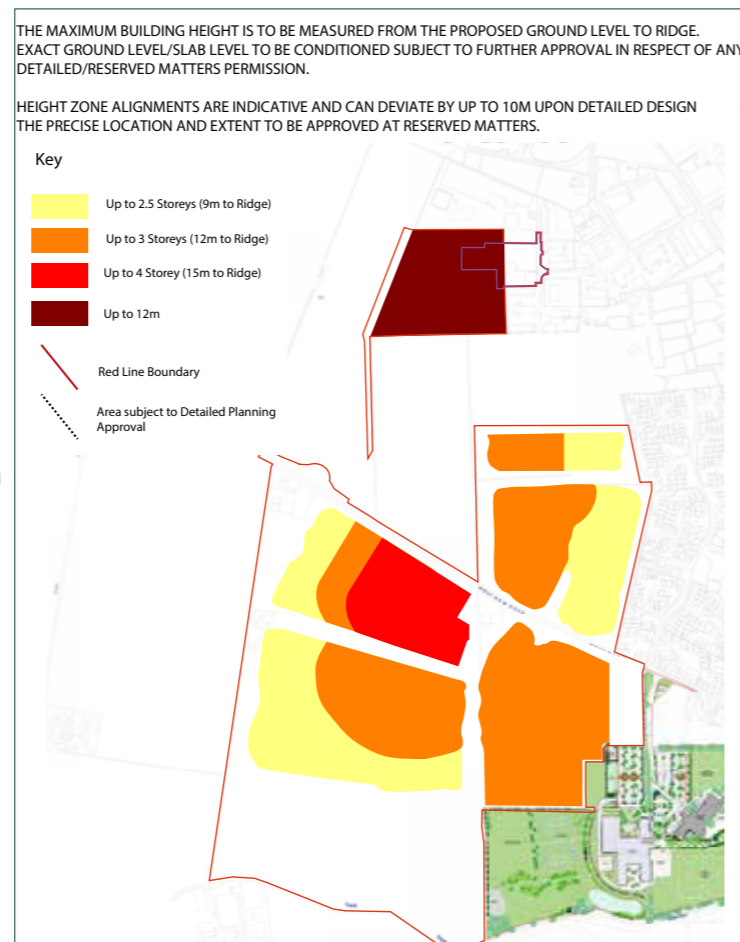 THE MAXIMUM BUILDING HEIGHT IS TO BE MEASURED FROM THE PROPOSED GROUND LEVEL TO RIDGE.
EXACT GROUND LEVEL/SLAB LEVEL TO BE CONDITIONED SUBJECT TO FURTHER APPROVAL IN RESPECT OF ANY
DETAILED/RESERVED MATTERS PERMISSION.
HEIGHT ZONE ALIGNMENTS ARE INDICATIVE AND CAN DEVIATE BY UP TO 10M UPON DETAILED DESIGN
THE PRECISE LOCATION AND EXTENT TO BE APPROVED AT RESERVED MATTERS.
Key
Up to 2.5 Storeys (9m to Ridge)
Up to 3 Storeys (12m to Ridge)
Up to 4 Storey (15m to Ridge)
Up to 12m
Red Line Boundary
Area subject to Detailed Planning
Approval